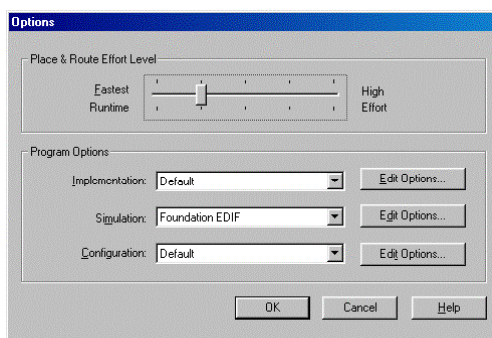 Options
Place & Route Effort Level
Fastest High
Runtime Effort
Program Options
Implementation: Default Edit Options...
Simulation: Foundation EDIF Edit Options...
Configuration: Default Edit Options...
OK Cancel Help